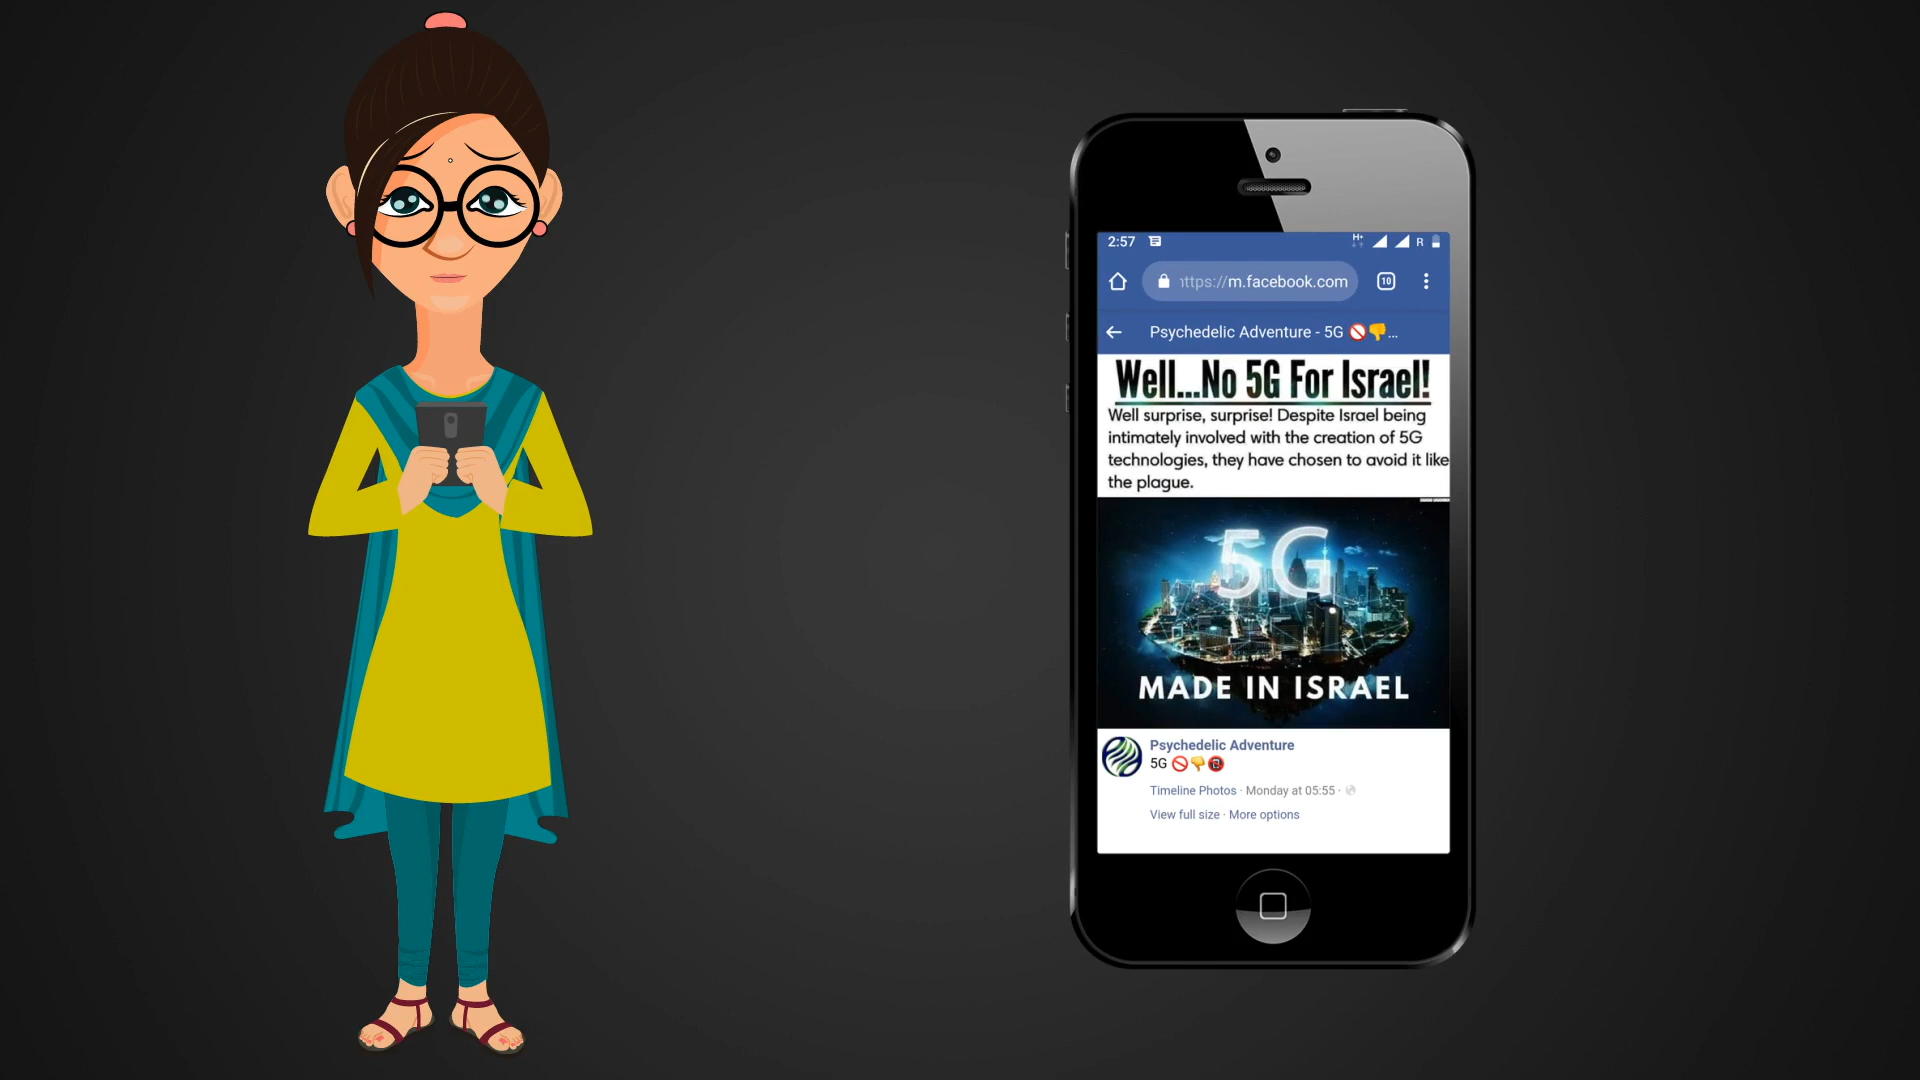 2:57 H+ R
https://m.facebook.com 10
Psychedelic Adventure - 5G 🚫👎...
Well...No 5G For Israel!
Well surprise, surprise! Despite Israel being
intimately involved with the creation of 5G
technologies, they have chosen to avoid it like
the plague.
5G
MADE IN ISRAEL
Psychedelic Adventure
5G 🚫👎📵
Timeline Photos · Monday at 05:55 ·
View full size · More options